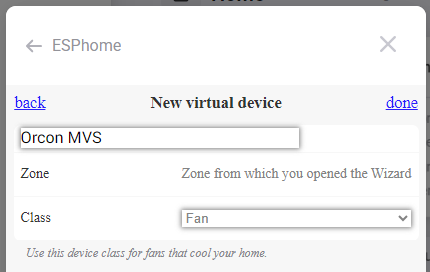 ESPhome
back New virtual device done
Orcon MVS
Zone Zone from which you opened the Wizard
Class Fan
Use this device class for fans that cool your home.